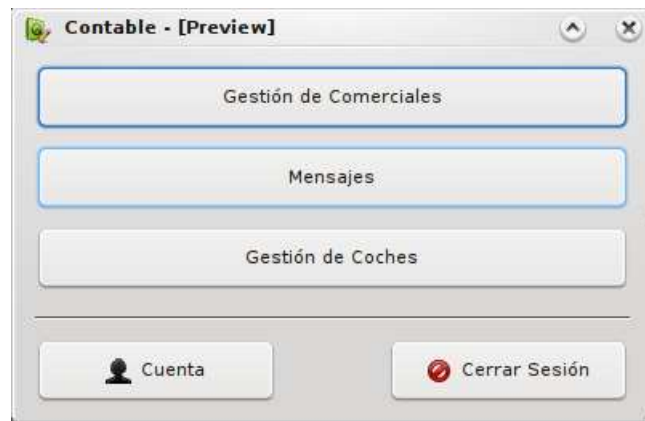 Contable - [Preview]
Gestión de Comerciales
Mensajes
Gestión de Coches
Cuenta
Cerrar Sesión